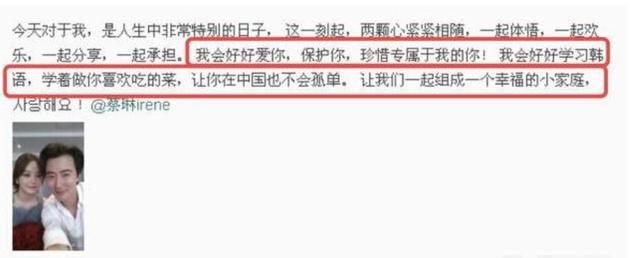 今天对于我，是人生中非常特别的日子， 这一刻起，两颗心紧紧相随，一起体悟，一起欢
乐，一起分享，一起承担。我会好好爱你，保护你，珍惜专属于我的你！ 我会好好学习韩
语，学着做你喜欢吃的菜，让你在中国也不会孤单。 让我们一起组成一个幸福的小家庭，
사랑해요！@蔡琳irene